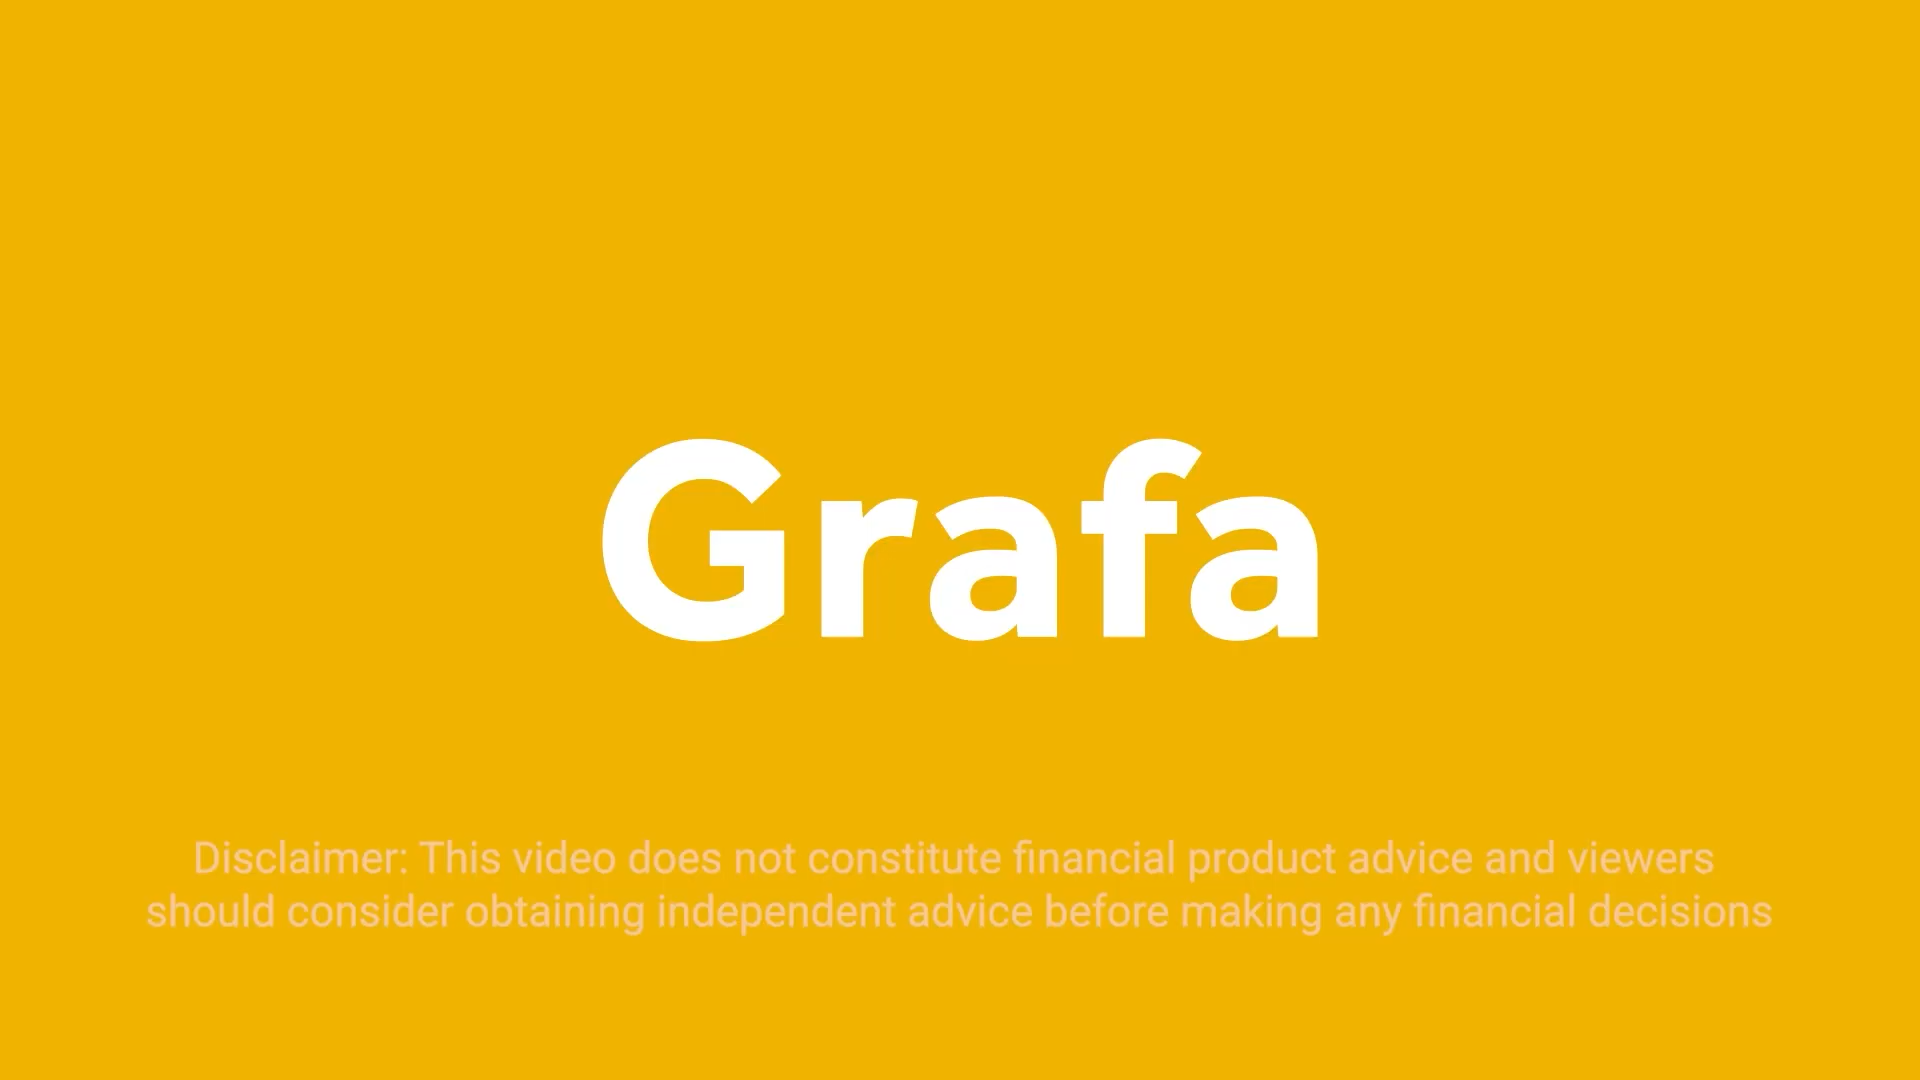 Grafa
Disclaimer: This video does not constitute financial product advice and viewers
should consider obtaining independent advice before making any financial decisions